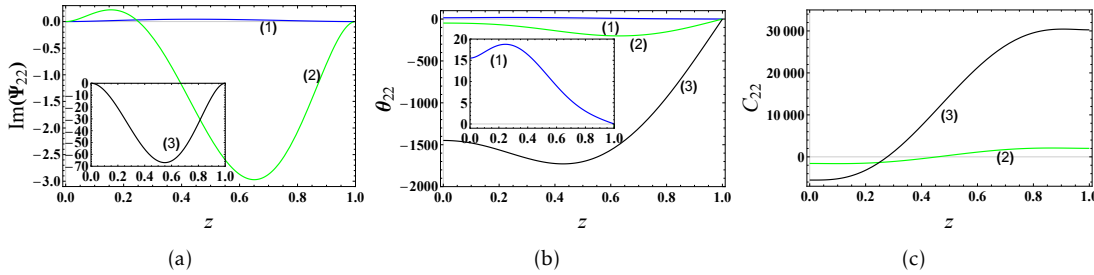 0.0
-0.5
-1.0
-1.5
-2.0
-2.5
-3.0
Im(Ψ22)
0.0 0.2 0.4 0.6 0.8 1.0
z
(1)
(2)
(3)
0
-10
-20
-30
-40
-50
-60
-70
0.0 0.2 0.4 0.6 0.8 1.0
(a)
0
-500
-1000
-1500
-2000
θ22
0.0 0.2 0.4 0.6 0.8 1.0
z
(1)
(2)
(3)
20
15
10
5
0
(1)
0.0 0.2 0.4 0.6 0.8 1.0
(b)
30 000
20 000
10 000
0
C22
0.0 0.2 0.4 0.6 0.8 1.0
z
(3)
(2)
(c)